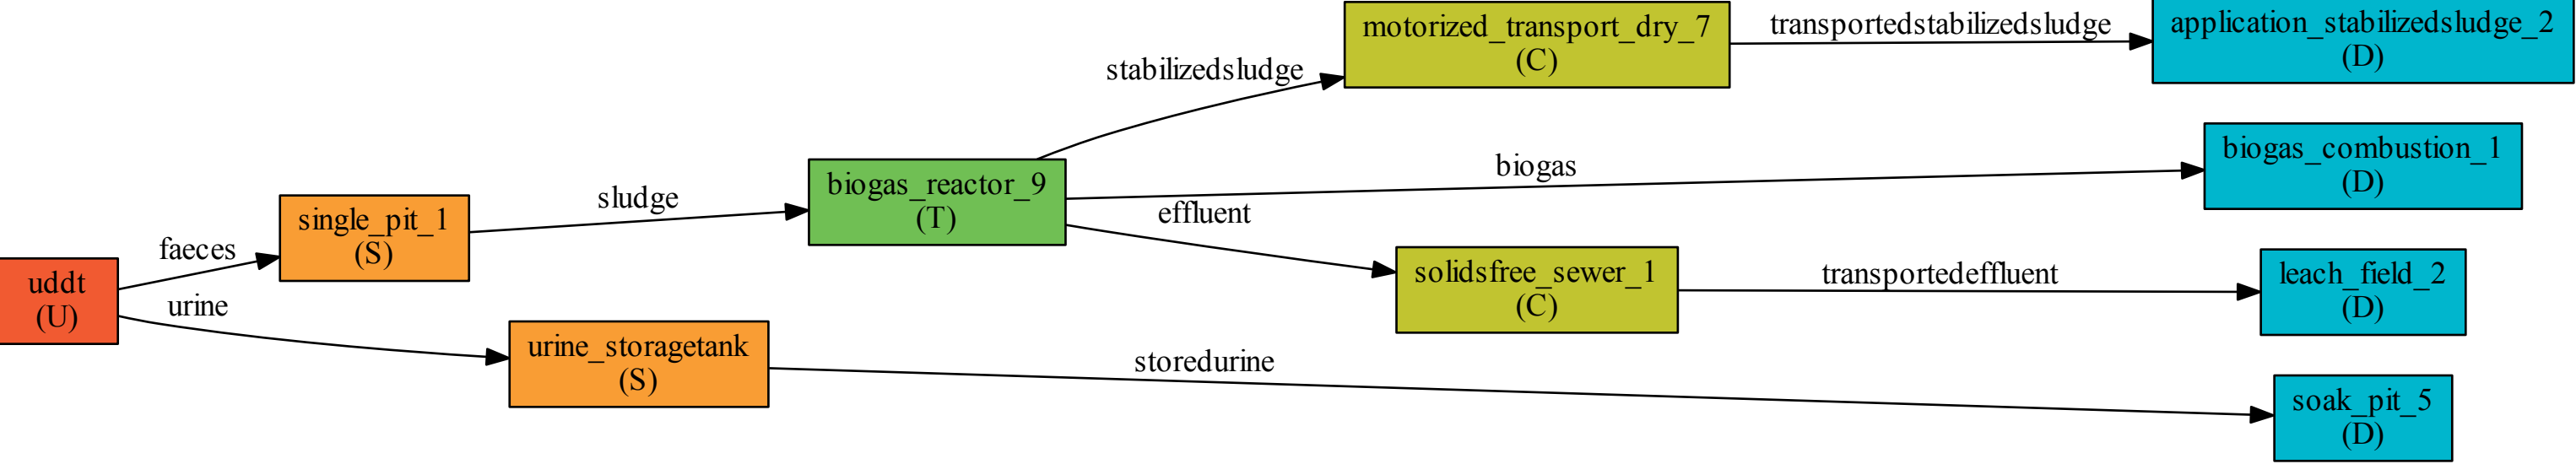 uddt
(U)
faeces
urine
single_pit_1
(S)
urine_storagetank
(S)
sludge
storedurine
biogas_reactor_9
(T)
stabilizedsludge
biogas
effluent
motorized_transport_dry_7
(C)
solidsfree_sewer_1
(C)
transportedstabilizedsludge
transportedeffluent
application_stabilizedsludge_2
(D)
biogas_combustion_1
(D)
leach_field_2
(D)
soak_pit_5
(D)